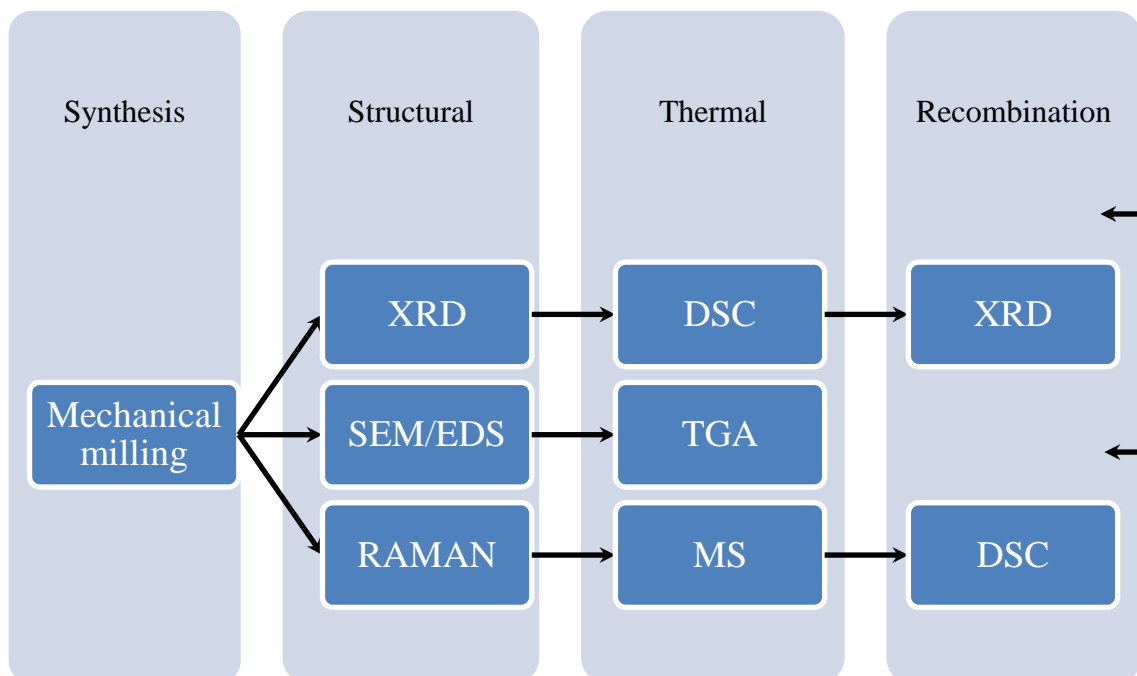 Synthesis
Structural
Thermal
Recombination
XRD
DSC
XRD
Mechanical
milling
SEM/EDS
TGA
RAMAN
MS
DSC